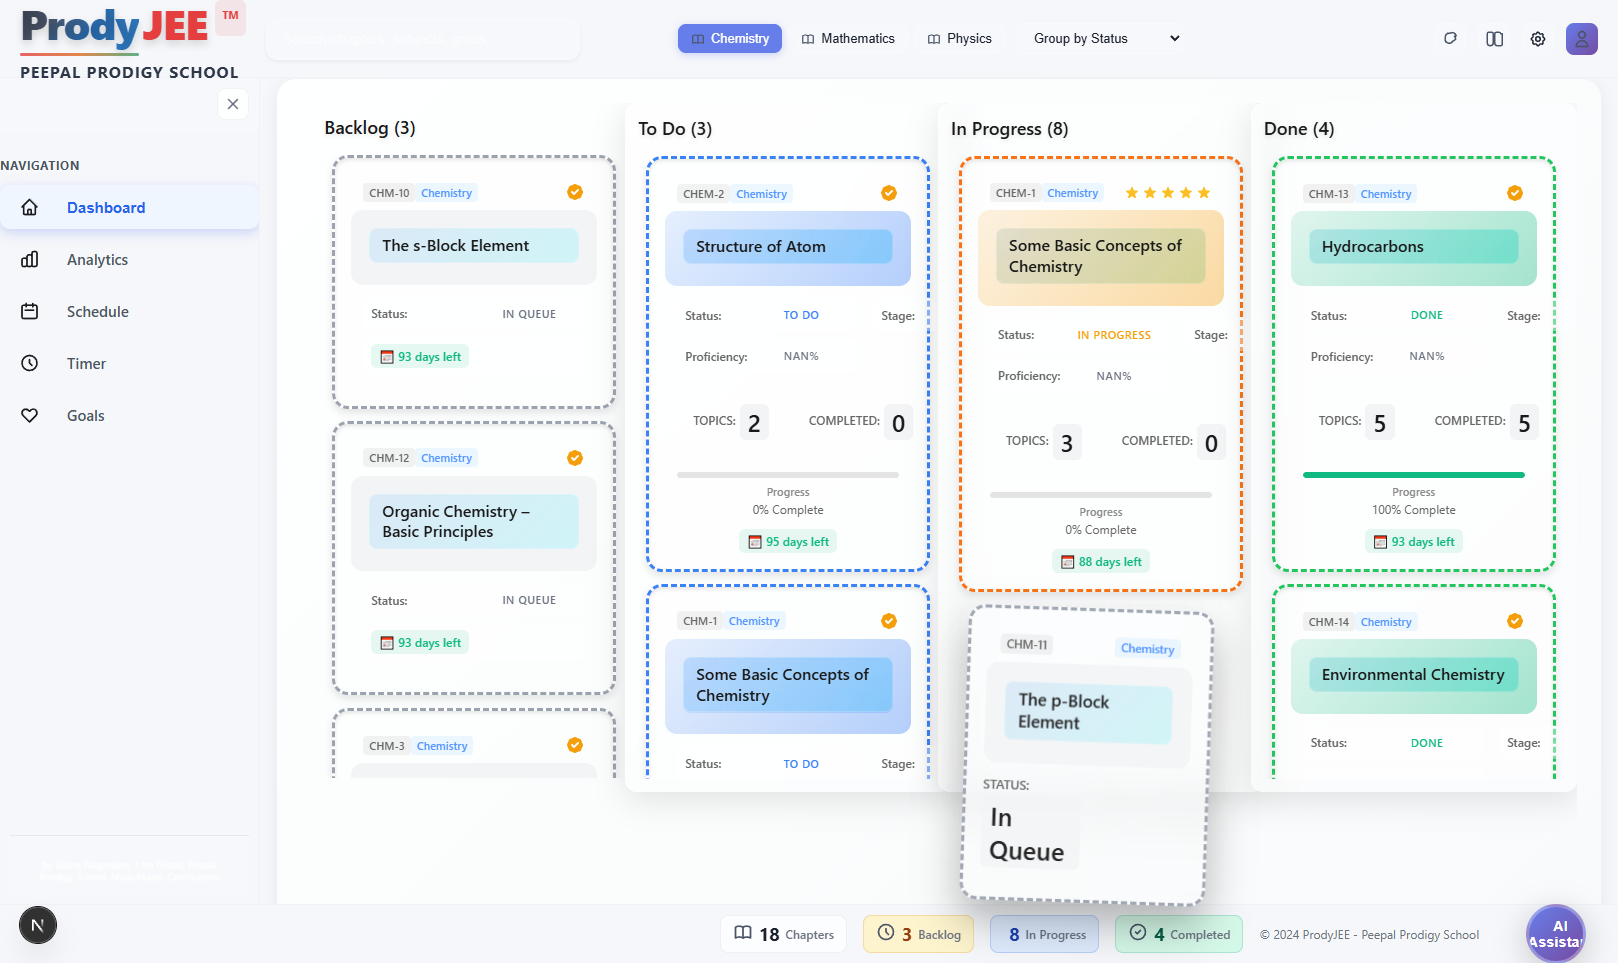 ProdyJEE ™
PEEPAL PRODIGY SCHOOL
Chemistry
Mathematics
Physics
Group by Status
NAVIGATION
Dashboard
Analytics
Schedule
Timer
Goals
Backlog (3)
CHM-10 Chemistry
The s-Block Element
Status: IN QUEUE
93 days left
CHM-12 Chemistry
Organic Chemistry –
Basic Principles
Status: IN QUEUE
93 days left
CHM-3 Chemistry
To Do (3)
CHEM-2 Chemistry
Structure of Atom
Status: TO DO Stage:
Proficiency: NAN%
TOPICS: 2 COMPLETED: 0
Progress
0% Complete
95 days left
CHM-1 Chemistry
Some Basic Concepts of
Chemistry
Status: TO DO Stage:
In Progress (8)
CHEM-1 Chemistry
Some Basic Concepts of
Chemistry
Status: IN PROGRESS Stage:
Proficiency: NAN%
TOPICS: 3 COMPLETED: 0
Progress
0% Complete
88 days left
CHM-11 Chemistry
The p-Block
Element
STATUS:
In
Queue
Done (4)
CHM-13 Chemistry
Hydrocarbons
Status: DONE Stage:
Proficiency: NAN%
TOPICS: 5 COMPLETED: 5
Progress
100% Complete
93 days left
CHM-14 Chemistry
Environmental Chemistry
Status: DONE Stage:
N
18 Chapters
3 Backlog
8 In Progress
4 Completed
© 2024 ProdyJEE - Peepal Prodigy School
AI
Assista